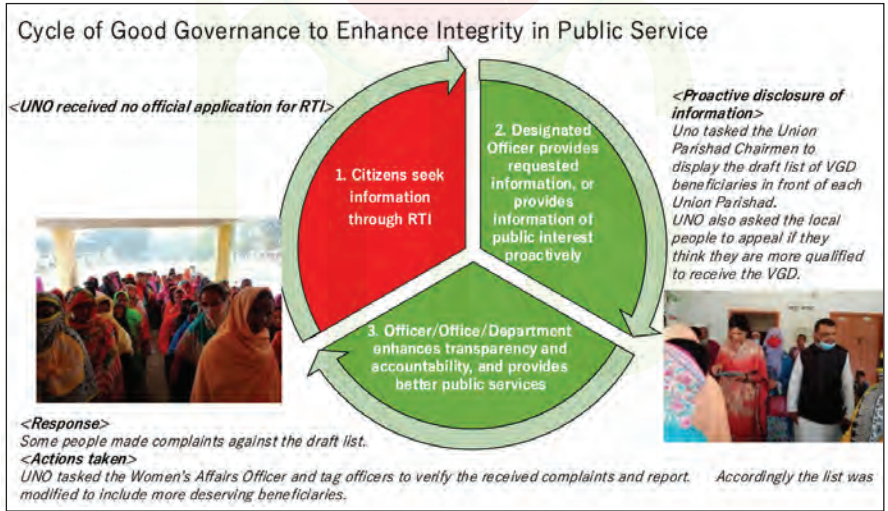 Cycle of Good Governance to Enhance Integrity in Public Service
<UNO received no official application for RTI>
1. Citizens seek
information
through RTI
2. Designated
Officer provides
requested
information, or
provides
information of
public interest
proactively
<Proactive disclosure of
information>
Uno tasked the Union
Parishad Chairmen to
display the draft list of VGD
beneficiaries in front of each
Union Parishad.
UNO also asked the local
people to appeal if they
think they are more qualified
to receive the VGD.
3. Officer/Office/Department
enhances transparency and
accountability, and provides
better public services
<Response>
Some people made complaints against the draft list.
<Actions taken>
UNO tasked the Women's Affairs Officer and tag officers to verify the received complaints and report. Accordingly the list was
modified to include more deserving beneficiaries.